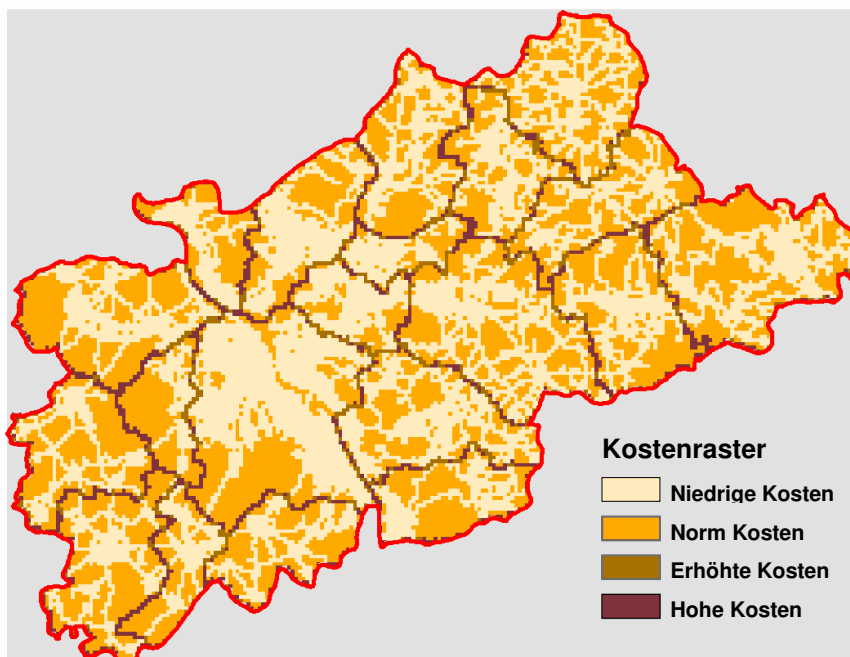 Kostenraster
Niedrige Kosten
Norm Kosten
Erhöhte Kosten
Hohe Kosten